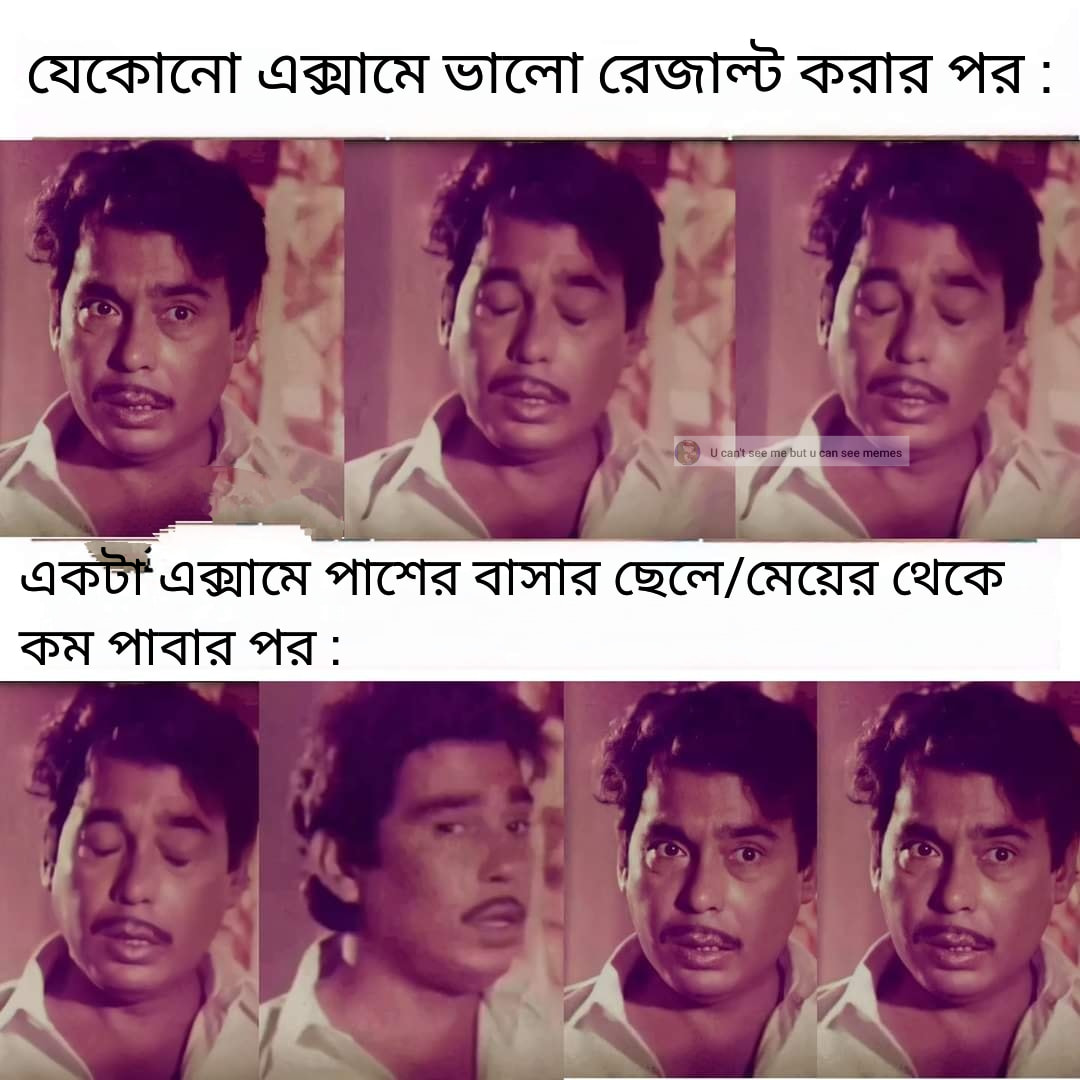 যেকোনো এক্সামে ভালো রেজাল্ট করার পর :
U can't see me but u can see memes
একটা এক্সামে পাশের বাসার ছেলে/মেয়ের থেকে
কম পাবার পর :